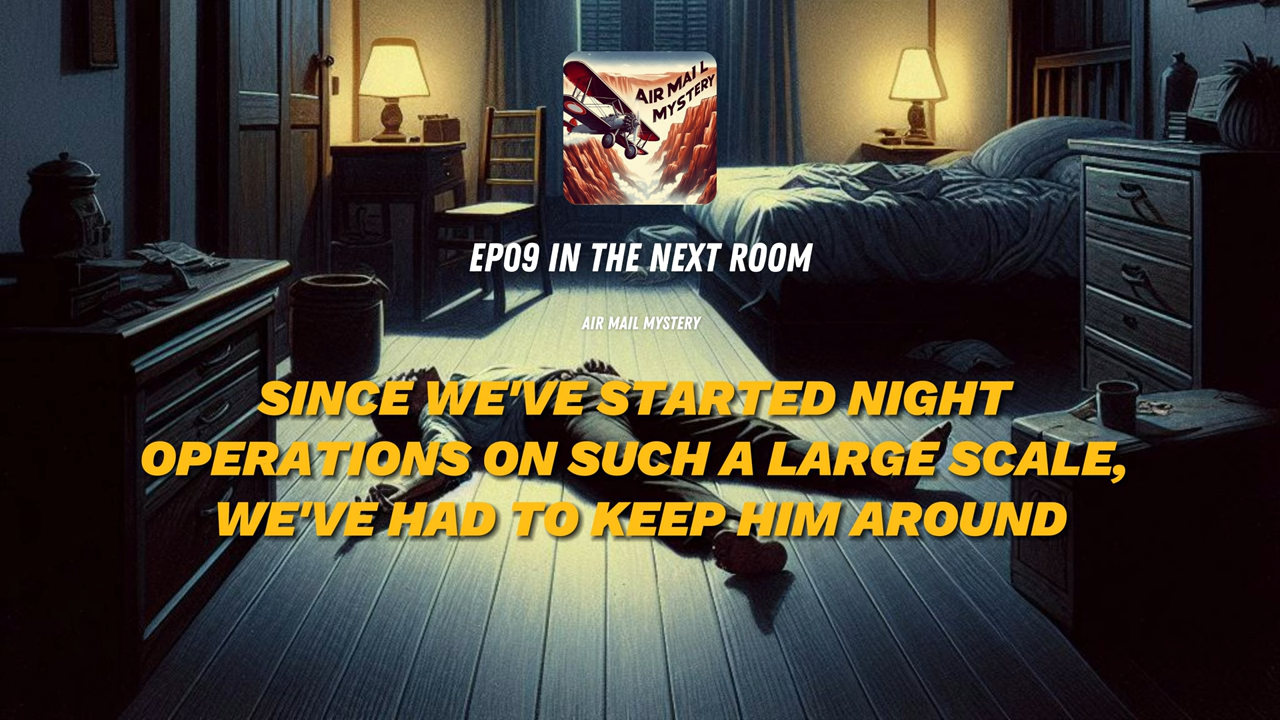 AIR MAIL
MYSTERY
EP09 IN THE NEXT ROOM
AIR MAIL MYSTERY
SINCE WE'VE STARTED NIGHT
OPERATIONS ON SUCH A LARGE SCALE,
WE'VE HAD TO KEEP HIM AROUND